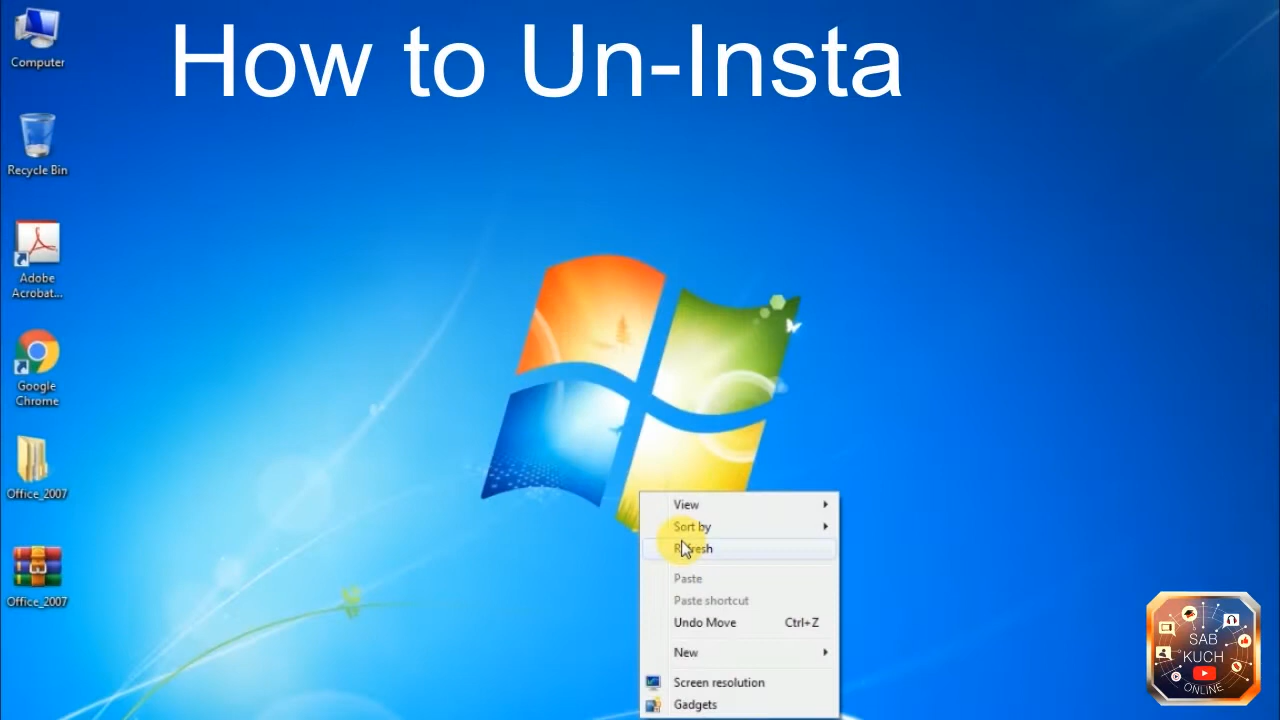 How to Un-Insta
Computer
Recycle Bin
Adobe
Acrobat...
Google
Chrome
Office_2007
Office_2007
View
Sort by
Refresh
Paste
Paste shortcut
Undo Move Ctrl+Z
New
Screen resolution
Gadgets
SAB
KUCH
ONLINE